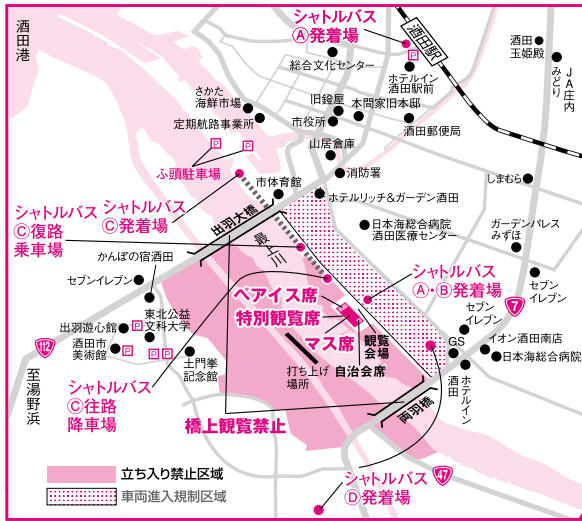 酒田港
シャトルバス
Ⓐ発着場
酒田駅
酒田
玉姫殿
JA庄内
みどり
P
総合文化センター
ホテルイン
酒田駅前
さかた
海鮮市場
旧鐙屋
本間家旧本邸
定期航路事業所
市役所
酒田郵便局
P
P
山居倉庫
ふ頭駐車場
消防署
しまむら
市体育館
ホテルリッチ&ガーデン酒田
シャトルバス
Ⓒ復路
乗車場
シャトルバス
Ⓒ発着場
出羽大橋
最上川
日本海総合病院
酒田医療センター
ガーデンパレス
みずほ
かんぽの宿酒田
セブンイレブン
シャトルバス
Ⓐ・Ⓑ発着場
セブン
イレブン
7
ペアイス席
特別観覧席
マス席
観覧
会場
自治会席
出羽遊心館
P
東北公益
文科大学
酒田市
美術館
P
P
P
土門拳
記念館
打ち上げ
場所
セブン
イレブン
GS
イオン酒田南店
日本海総合病院
ホテルイン
酒田
112
至湯野浜
シャトルバス
Ⓒ往路
降車場
橋上観覧禁止
両羽橋
47
シャトルバス
Ⓓ発着場
立ち入り禁止区域
車両進入規制区域